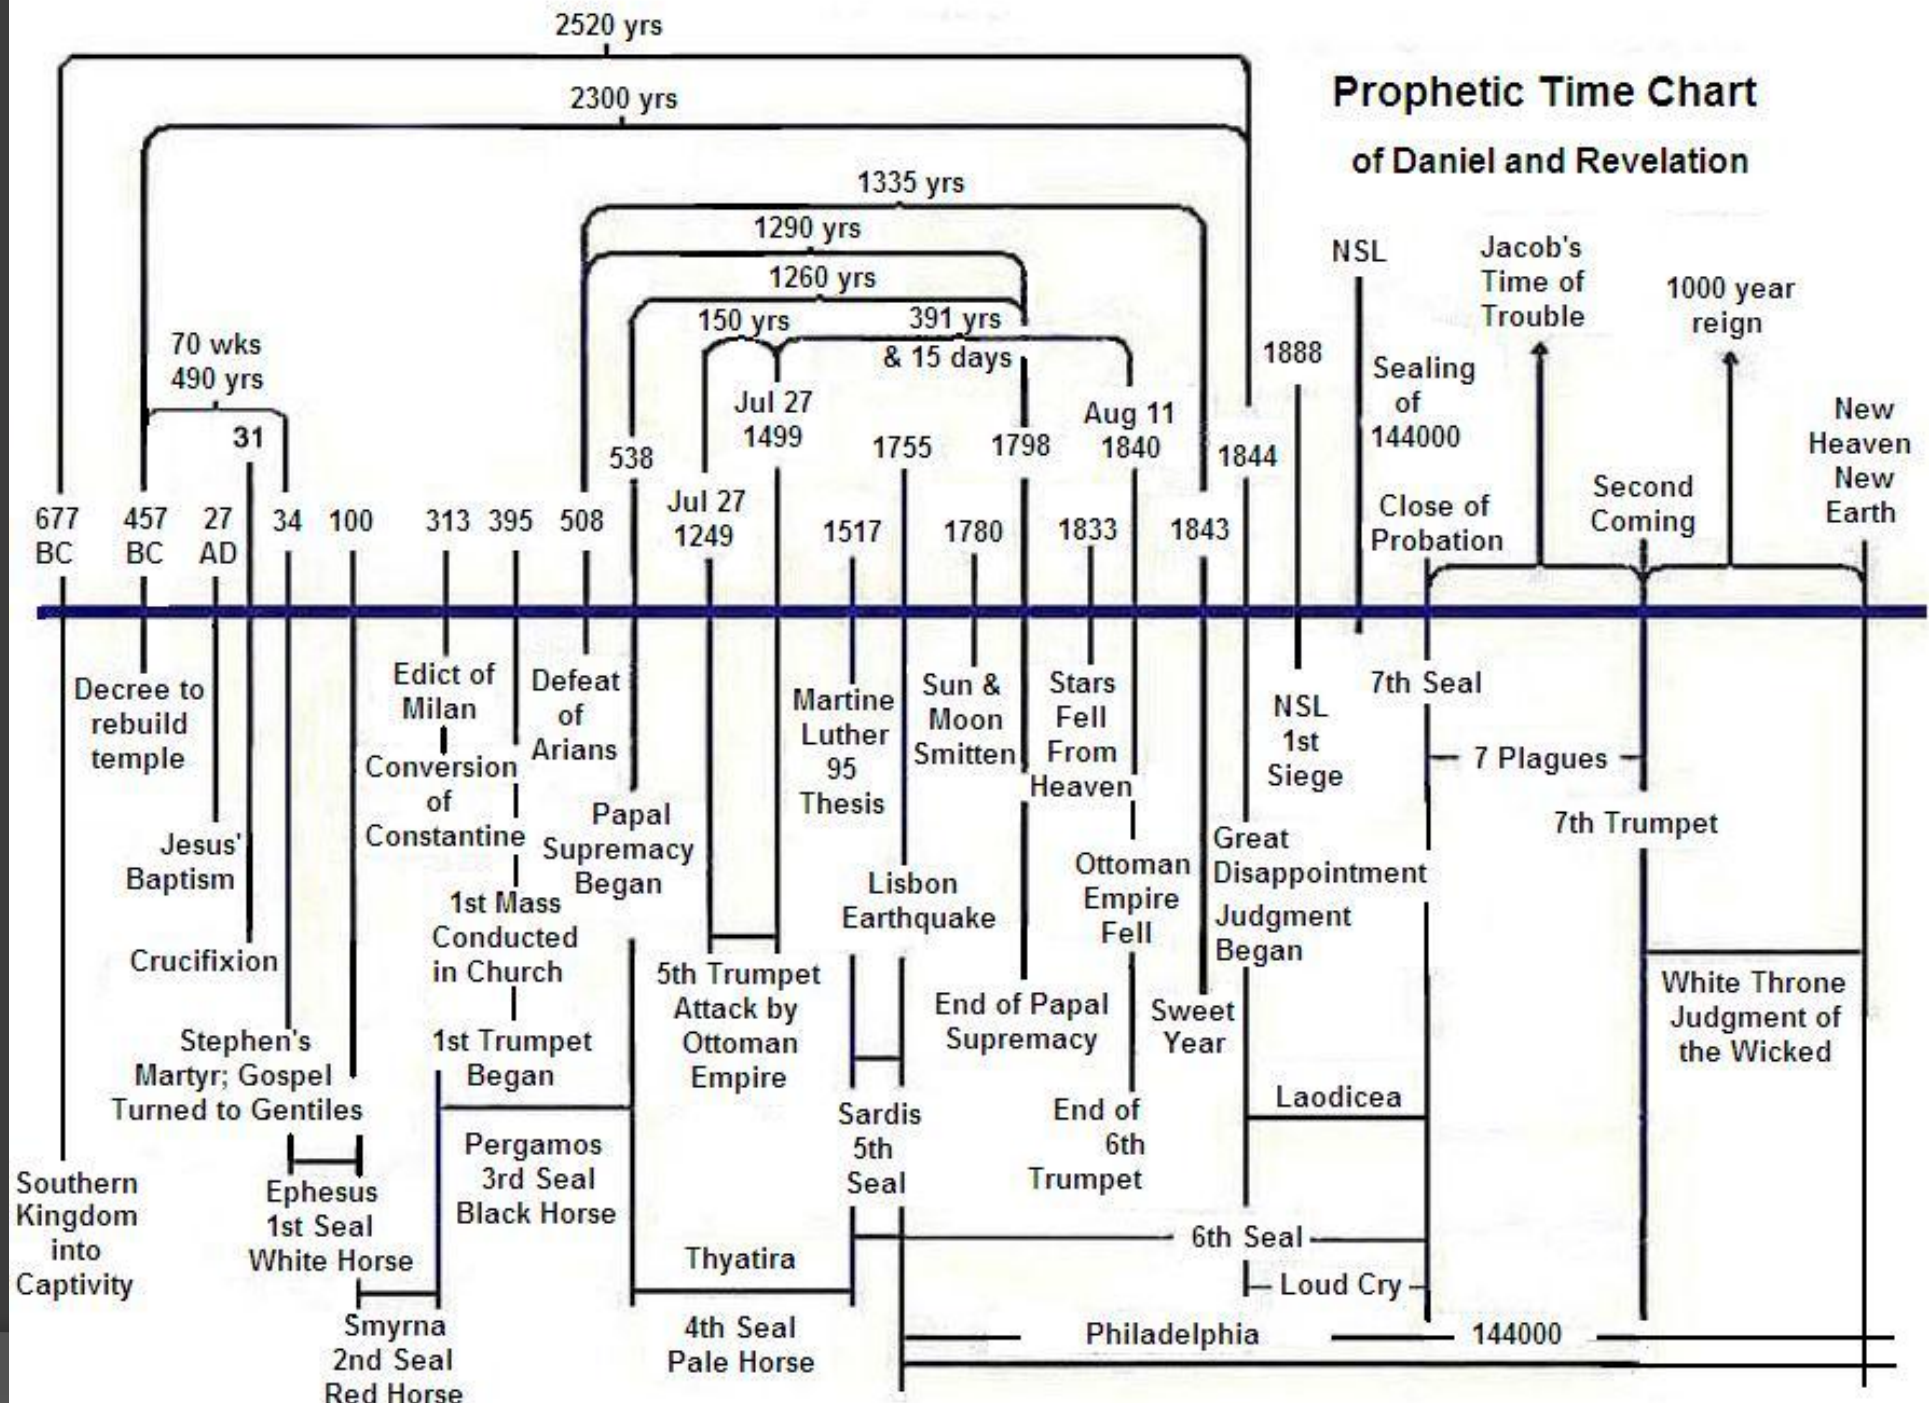 2520 yrs
2300 yrs
Prophetic Time Chart
of Daniel and Revelation
1335 yrs
1290 yrs
1260 yrs
150 yrs
391 yrs
& 15 days
70 wks
490 yrs
677
BC
457
BC
27
AD
31
34
100
313
395
508
538
Jul 27
1249
Jul 27
1499
1517
1755
1780
1798
1833
Aug 11
1840
1843
1844
1888
NSL
Sealing
of
144000
Close of
Probation
Jacob's
Time of
Trouble
Second
Coming
1000 year
reign
New
Heaven
New
Earth
Southern
Kingdom
into
Captivity
Decree to
rebuild
temple
Jesus'
Baptism
Crucifixion
Stephen's
Martyr; Gospel
Turned to Gentiles
Ephesus
1st Seal
White Horse
Smyrna
2nd Seal
Red Horse
Edict of
Milan
Conversion
of
Constantine
1st Mass
Conducted
in Church
1st Trumpet
Began
Pergamos
3rd Seal
Black Horse
Defeat
of
Arians
Papal
Supremacy
Began
5th Trumpet
Attack by
Ottoman
Empire
Thyatira
4th Seal
Pale Horse
Martine
Luther
95
Thesis
Lisbon
Earthquake
Sardis
5th
Seal
Sun &
Moon
Smitten
End of Papal
Supremacy
Stars
Fell
From
Heaven
Ottoman
Empire
Fell
End of
6th
Trumpet
Sweet
Year
Great
Disappointment
Judgment
Began
NSL
1st
Siege
Laodicea
6th Seal
Loud Cry
Philadelphia
144000
7th Seal
7 Plagues
7th Trumpet
White Throne
Judgment of
the Wicked